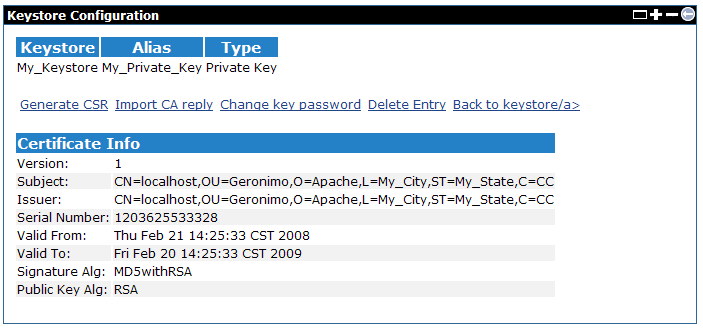 Keystore Configuration
Keystore Alias Type
My_Keystore My_Private_Key Private Key
Generate CSR Import CA reply Change key password Delete Entry Back to keystore/a>
Certificate Info
Version: 1
Subject: CN=localhost,OU=Geronimo,O=Apache,L=My_City,ST=My_State,C=CC
Issuer: CN=localhost,OU=Geronimo,O=Apache,L=My_City,ST=My_State,C=CC
Serial Number: 1203625533328
Valid From: Thu Feb 21 14:25:33 CST 2008
Valid To: Fri Feb 20 14:25:33 CST 2009
Signature Alg: MD5withRSA
Public Key Alg: RSA